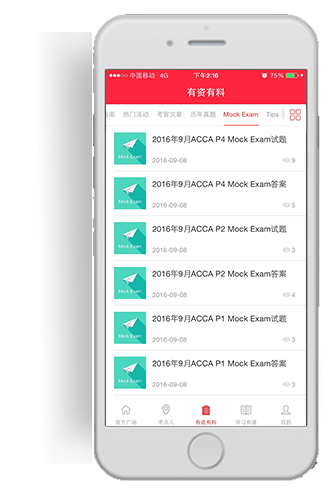 中国移动 4G 下午2:16 75%
有资有料
指南 热门活动 考官文章 历年真题 Mock Exam Tips
2016年9月ACCA P4 Mock Exam试题
Mock Exam
2016-09-08 9
2016年9月ACCA P4 Mock Exam答案
Mock Exam
2016-09-08 5
2016年9月ACCA P2 Mock Exam试题
Mock Exam
2016-09-08 3
2016年9月ACCA P2 Mock Exam答案
Mock Exam
2016-09-08 4
2016年9月ACCA P1 Mock Exam试题
Mock Exam
2016-09-08 3
2016年9月ACCA P1 Mock Exam答案
Mock Exam
2016-09-08 3
官方广场 考点儿 有资有料 学习有课 我的